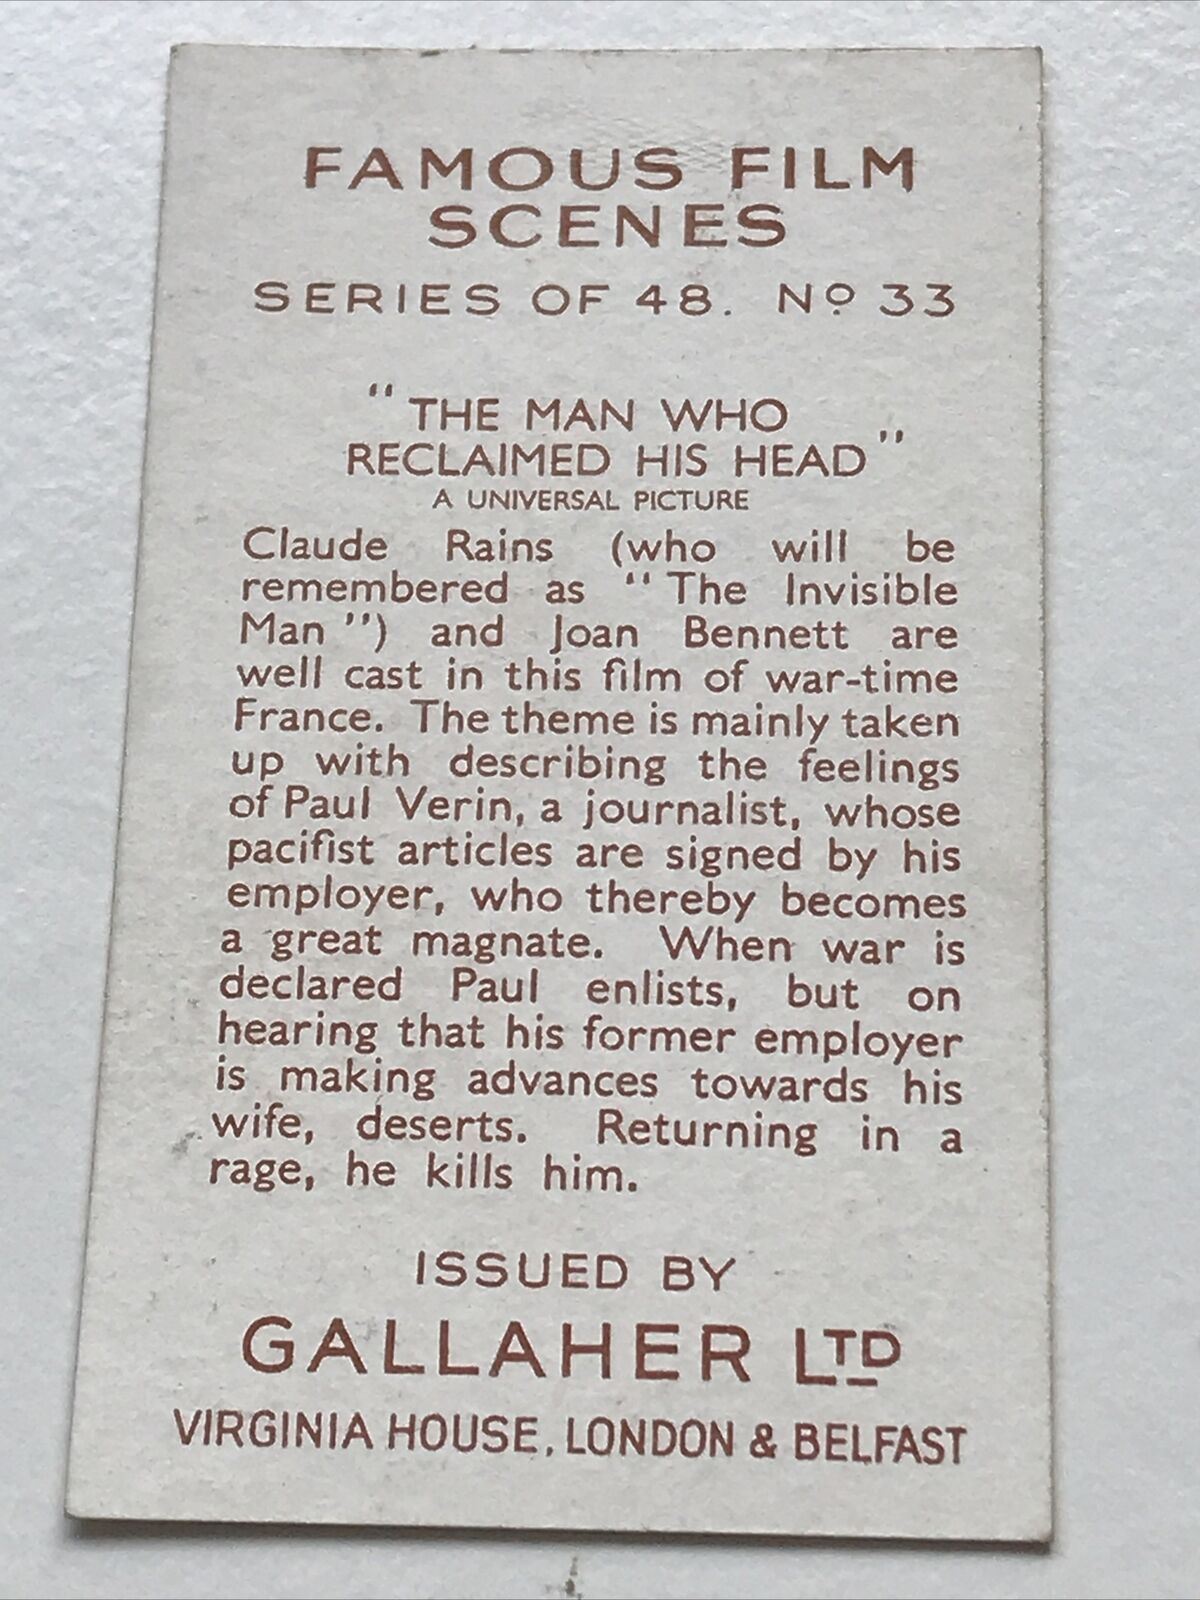 FAMOUS FILM
SCENES
SERIES OF 48. Nº 33
"THE MAN WHO
RECLAIMED HIS HEAD"
A UNIVERSAL PICTURE
Claude Rains (who will be
remembered as "The Invisible
Man") and Joan Bennett are
well cast in this film of war-time
France. The theme is mainly taken
up with describing the feelings
of Paul Verin, a journalist, whose
pacifist articles are signed by his
employer, who thereby becomes
a great magnate. When war is
declared Paul enlists, but on
hearing that his former employer
is making advances towards his
wife, deserts. Returning in a
rage, he kills him.
ISSUED BY
GALLAHER LTD
VIRGINIA HOUSE, LONDON & BELFAST